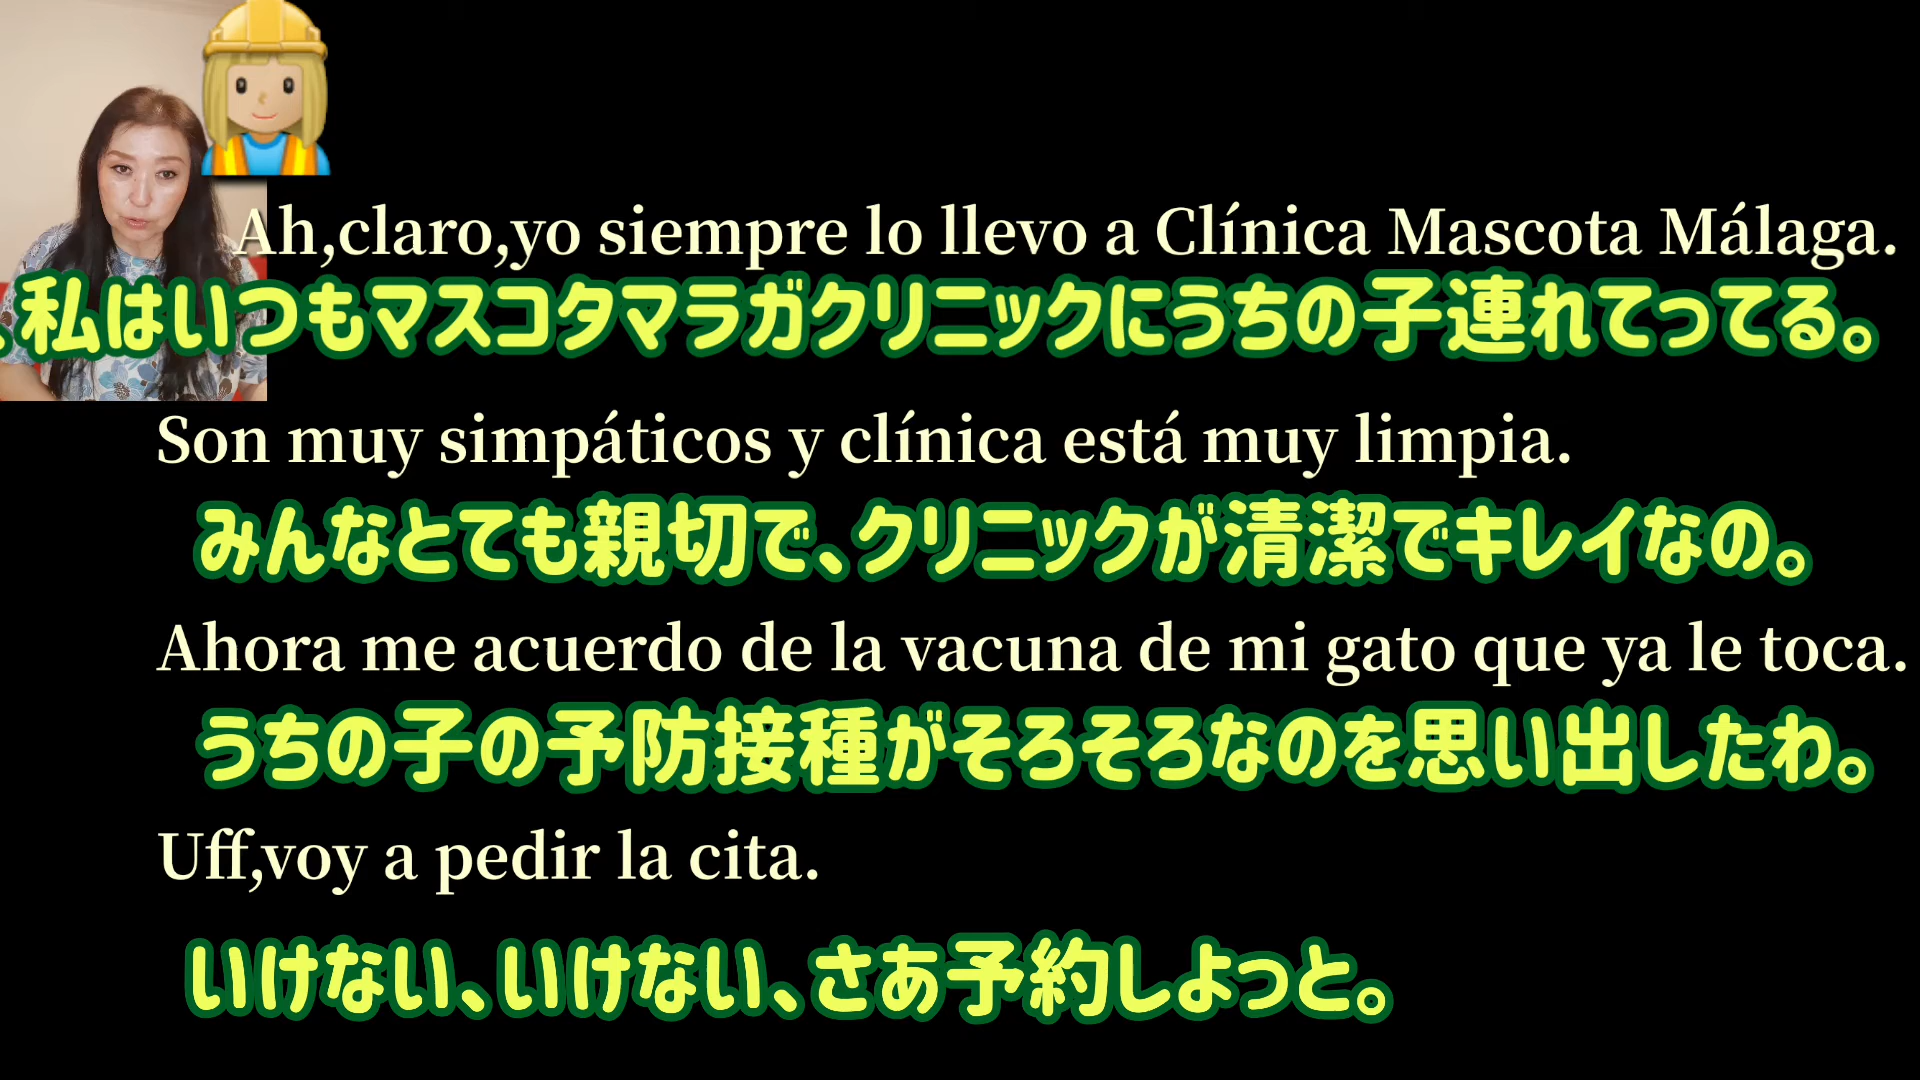 Ah,claro,yo siempre lo llevo a Clínica Mascota Málaga.
、私はいつもマスコタマラガクリニックにうちの子連れてってる。
Son muy simpáticos y clínica está muy limpia.
みんなとても親切で、クリニックが清潔でキレイなの。
Ahora me acuerdo de la vacuna de mi gato que ya le toca.
うちの子の予防接種がそろそろなのを思い出したわ。
Uff,voy a pedir la cita.
いけない、いけない、さあ予約しよっと。